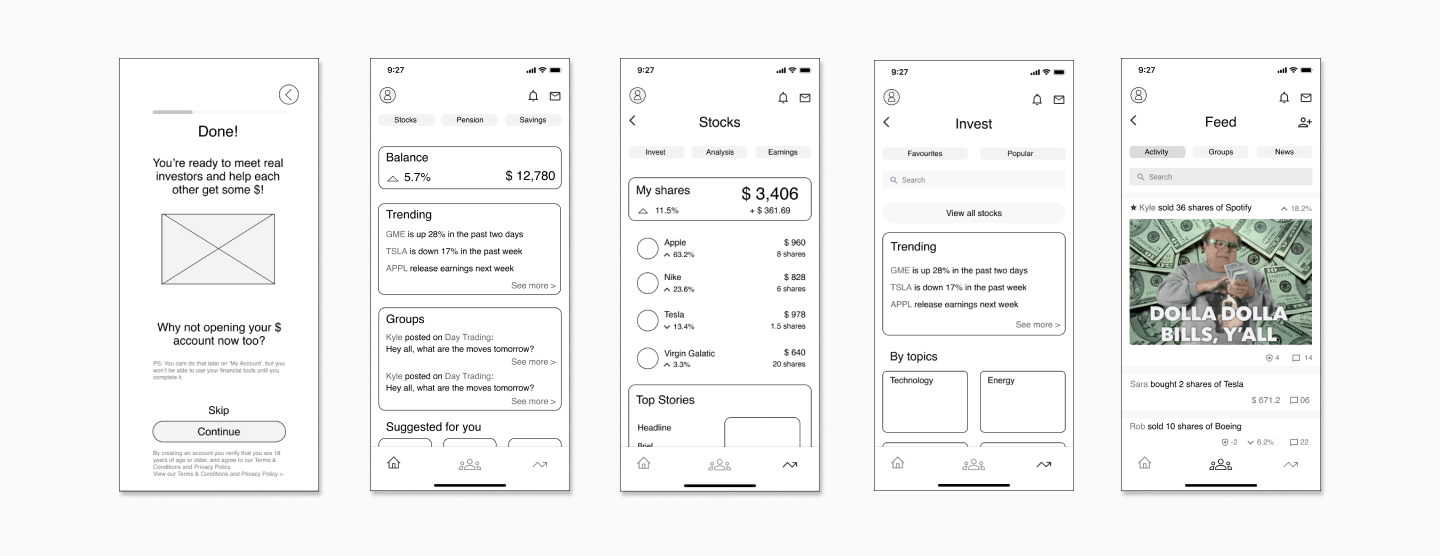 Done!
You're ready to meet real
investors and help each
other get some $!
Why not opening your $
account now too?
PS: You cam do that later on 'My Account', but you
won't be able to use your financial tools until you
complete it.
Skip
Continue
By creating an account you verify that you are 18
years of age or older, and agree to our Terms &
Conditions and Privacy Policy.
View our Terms & Conditions and Privacy Policy >
9:27
Stocks Pension Savings
Balance
5.7% $ 12,780
Trending
GME is up 28% in the past two days
TSLA is down 17% in the past week
APPL release earnings next week
See more >
Groups
Kyle posted on Day Trading:
Hey all, what are the moves tomorrow?
See more >
Kyle posted on Day Trading:
Hey all, what are the moves tomorrow?
See more >
Suggested for you
9:27
Stocks
Invest Analysis Earnings
My shares $ 3,406
11.5% + $ 361.69
Apple $ 960
63.2% 8 shares
Nike $ 828
23.6% 6 shares
Tesla $ 978
13.4% 1.5 shares
Virgin Galatic $ 640
3.3% 20 shares
Top Stories
Headline
Brief
9:27
Invest
Favourites Popular
Search
View all stocks
Trending
GME is up 28% in the past two days
TSLA is down 17% in the past week
APPL release earnings next week
See more >
By topics
Technology Energy
9:27
Feed
Activity Groups News
Search
Kyle sold 36 shares of Spotify 18.2%
DOLLA DOLLA
BILLS, Y'ALL
4 14
Sara bought 2 shares of Tesla
$ 671.2 06
Rob sold 10 shares of Boeing
-2 6.2% 22